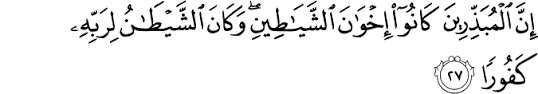 إِنَّ ٱلْمُبَذِّرِينَ كَانُوٓا۟ إِخْوَٰنَ ٱلشَّيَـٰطِينِ ۖ وَكَانَ ٱلشَّيْطَـٰنُ لِرَبِّهِۦ
كَفُورًا ٢٧